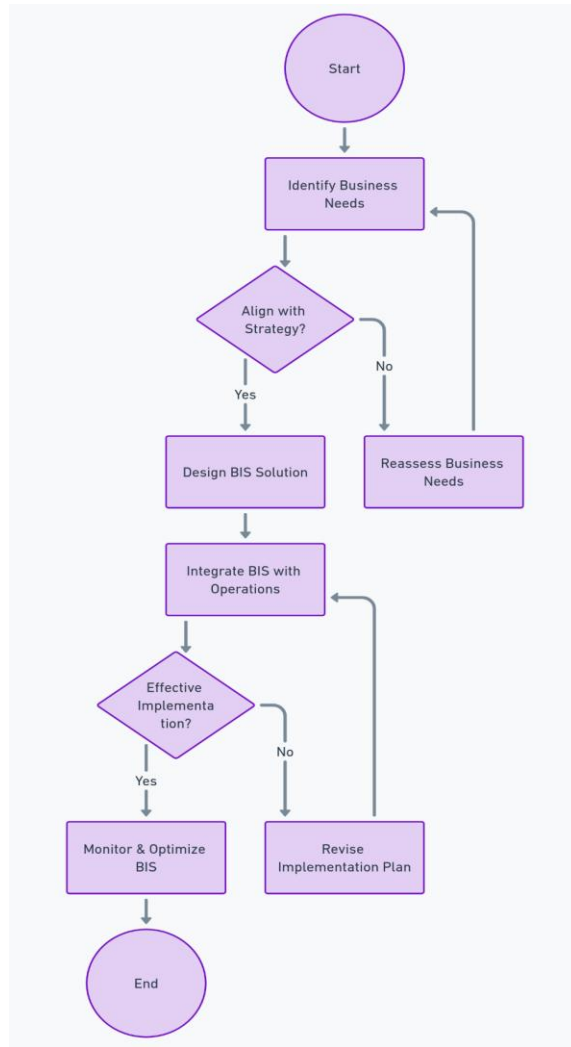 Start
Identify Business
Needs
Align with
Strategy?
No
Yes
Design BIS Solution
Reassess Business
Needs
Integrate BIS with
Operations
Effective
Implementa
tion?
No
Yes
Monitor & Optimize
BIS
Revise
Implementation Plan
End